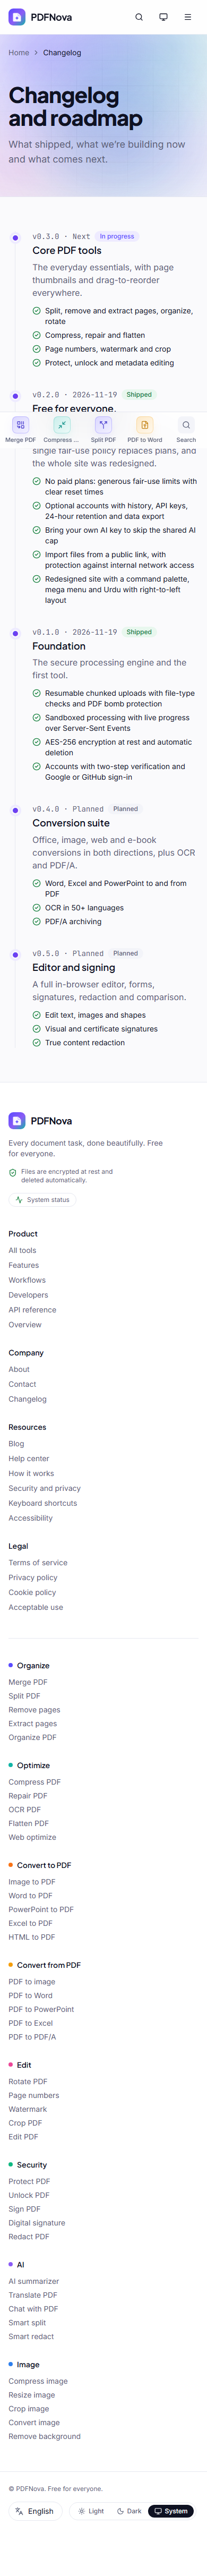 PDFNova
Home > Changelog
Changelog
and roadmap
What shipped, what we're building now
and what comes next.
v0.3.0 · Next In progress
Core PDF tools
The everyday essentials, with page
thumbnails and drag-to-reorder
everywhere.
Split, remove and extract pages, organize,
rotate
Compress, repair and flatten
Page numbers, watermark and crop
Protect, unlock and metadata editing
v0.2.0 · 2026-11-19 Shipped
Free for everyone,
Merge PDF
Compress ...
Split PDF
PDF to Word
Search
single fair-use policy replaces plans, and
the whole site was redesigned.
No paid plans: generous fair-use limits with
clear reset times
Optional accounts with history, API keys,
24-hour retention and data export
Bring your own AI key to skip the shared AI
cap
Import files from a public link, with
protection against internal network access
Redesigned site with a command palette,
mega menu and Urdu with right-to-left
layout
v0.1.0 · 2026-11-19 Shipped
Foundation
The secure processing engine and the
first tool.
Resumable chunked uploads with file-type
checks and PDF bomb protection
Sandboxed processing with live progress
over Server-Sent Events
AES-256 encryption at rest and automatic
deletion
Accounts with two-step verification and
Google or GitHub sign-in
v0.4.0 · Planned Planned
Conversion suite
Office, image, web and e-book
conversions in both directions, plus OCR
and PDF/A.
Word, Excel and PowerPoint to and from
PDF
OCR in 50+ languages
PDF/A archiving
v0.5.0 · Planned Planned
Editor and signing
A full in-browser editor, forms,
signatures, redaction and comparison.
Edit text, images and shapes
Visual and certificate signatures
True content redaction
PDFNova
Every document task, done beautifully. Free
for everyone.
Files are encrypted at rest and
deleted automatically.
System status
Product
All tools
Features
Workflows
Developers
API reference
Overview
Company
About
Contact
Changelog
Resources
Blog
Help center
How it works
Security and privacy
Keyboard shortcuts
Accessibility
Legal
Terms of service
Privacy policy
Cookie policy
Acceptable use
Organize
Merge PDF
Split PDF
Remove pages
Extract pages
Organize PDF
Optimize
Compress PDF
Repair PDF
OCR PDF
Flatten PDF
Web optimize
Convert to PDF
Image to PDF
Word to PDF
PowerPoint to PDF
Excel to PDF
HTML to PDF
Convert from PDF
PDF to image
PDF to Word
PDF to PowerPoint
PDF to Excel
PDF to PDF/A
Edit
Rotate PDF
Page numbers
Watermark
Crop PDF
Edit PDF
Security
Protect PDF
Unlock PDF
Sign PDF
Digital signature
Redact PDF
AI
AI summarizer
Translate PDF
Chat with PDF
Smart split
Smart redact
Image
Compress image
Resize image
Crop image
Convert image
Remove background
© PDFNova. Free for everyone.
English
Light
Dark
System